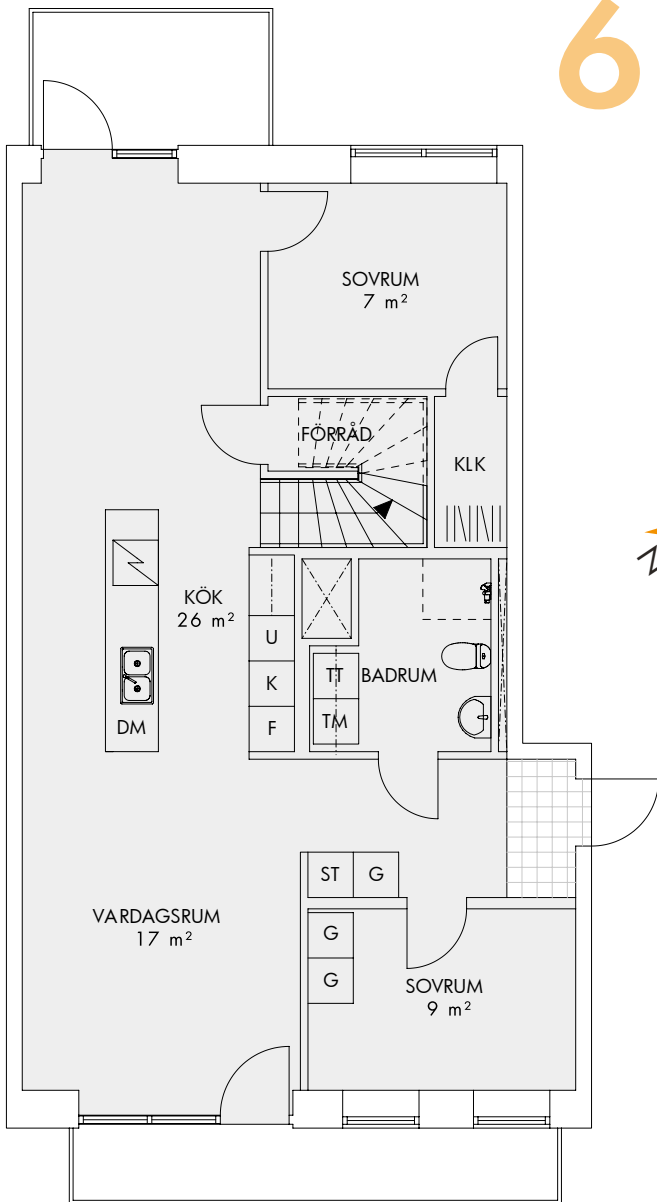 6
SOVRUM
7 m²
FÖRRÅD
KLK
N
KÖK
26 m²
U
K
F
TT
TM
BADRUM
DM
ST G
VARDAGSRUM
17 m²
G
G
SOVRUM
9 m²